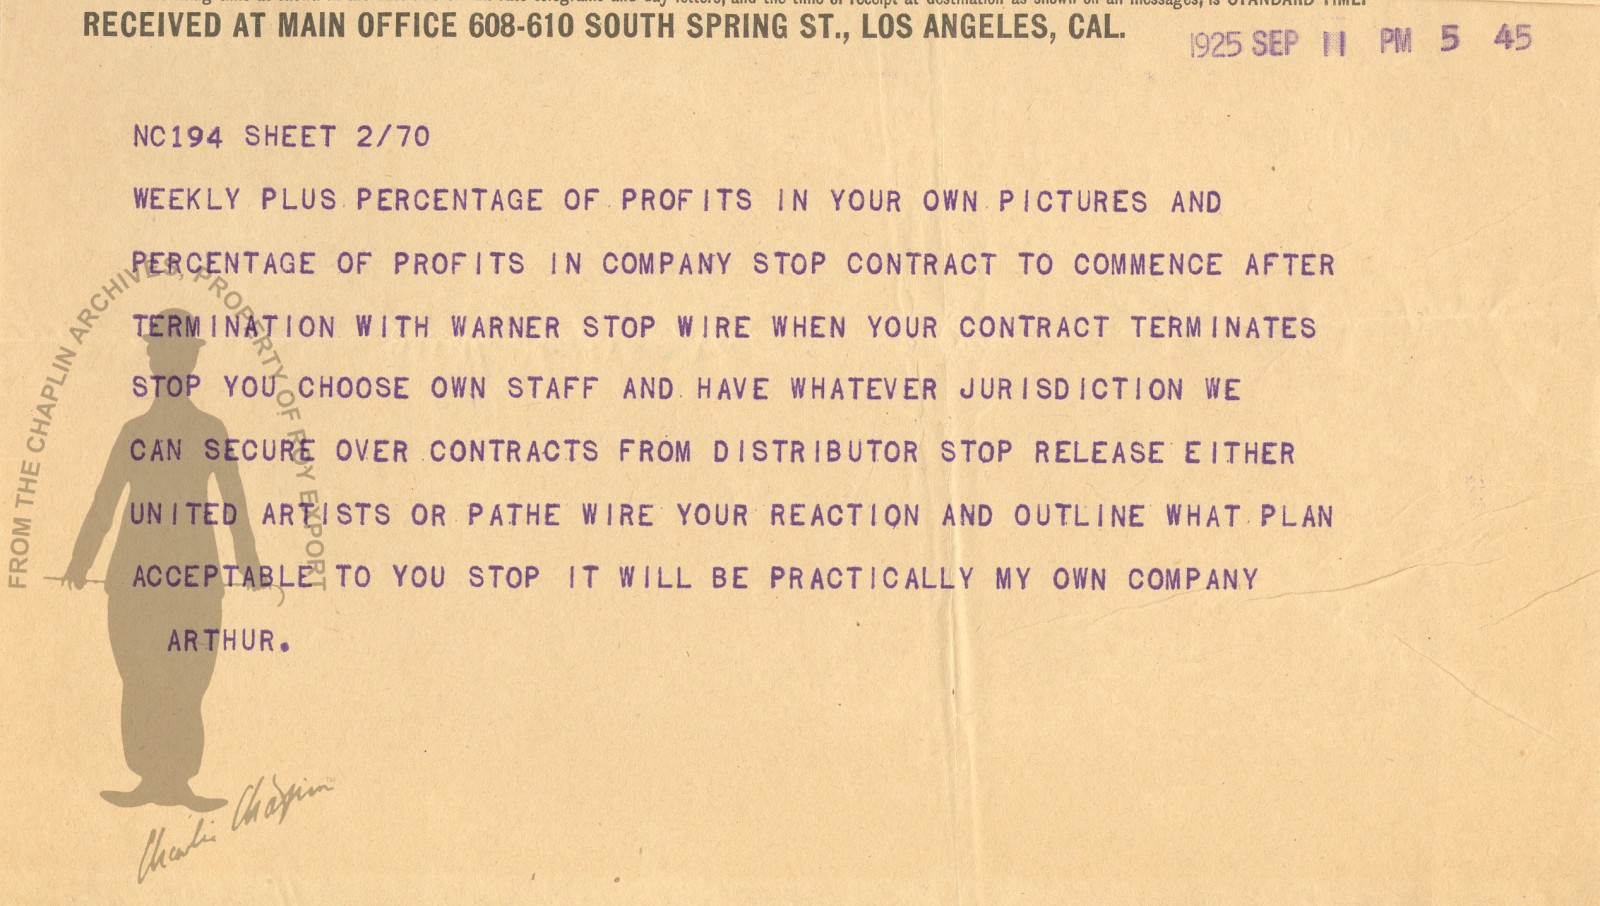 RECEIVED AT MAIN OFFICE 608-610 SOUTH SPRING ST., LOS ANGELES, CAL.
1925 SEP 11 PM 5 45
NC194 SHEET 2/70
WEEKLY PLUS PERCENTAGE OF PROFITS IN YOUR OWN PICTURES AND
PERCENTAGE OF PROFITS IN COMPANY STOP CONTRACT TO COMMENCE AFTER
TERMINATION WITH WARNER STOP WIRE WHEN YOUR CONTRACT TERMINATES
STOP YOU CHOOSE OWN STAFF AND HAVE WHATEVER JURISDICTION WE
CAN SECURE OVER CONTRACTS FROM DISTRIBUTOR STOP RELEASE EITHER
UNITED ARTISTS OR PATHE WIRE YOUR REACTION AND OUTLINE WHAT PLAN
ACCEPTABLE TO YOU STOP IT WILL BE PRACTICALLY MY OWN COMPANY
ARTHUR.
FROM THE CHAPLIN ARCHIVES, PROPERTY OF ROY EXPORT
Charlie Chaplin